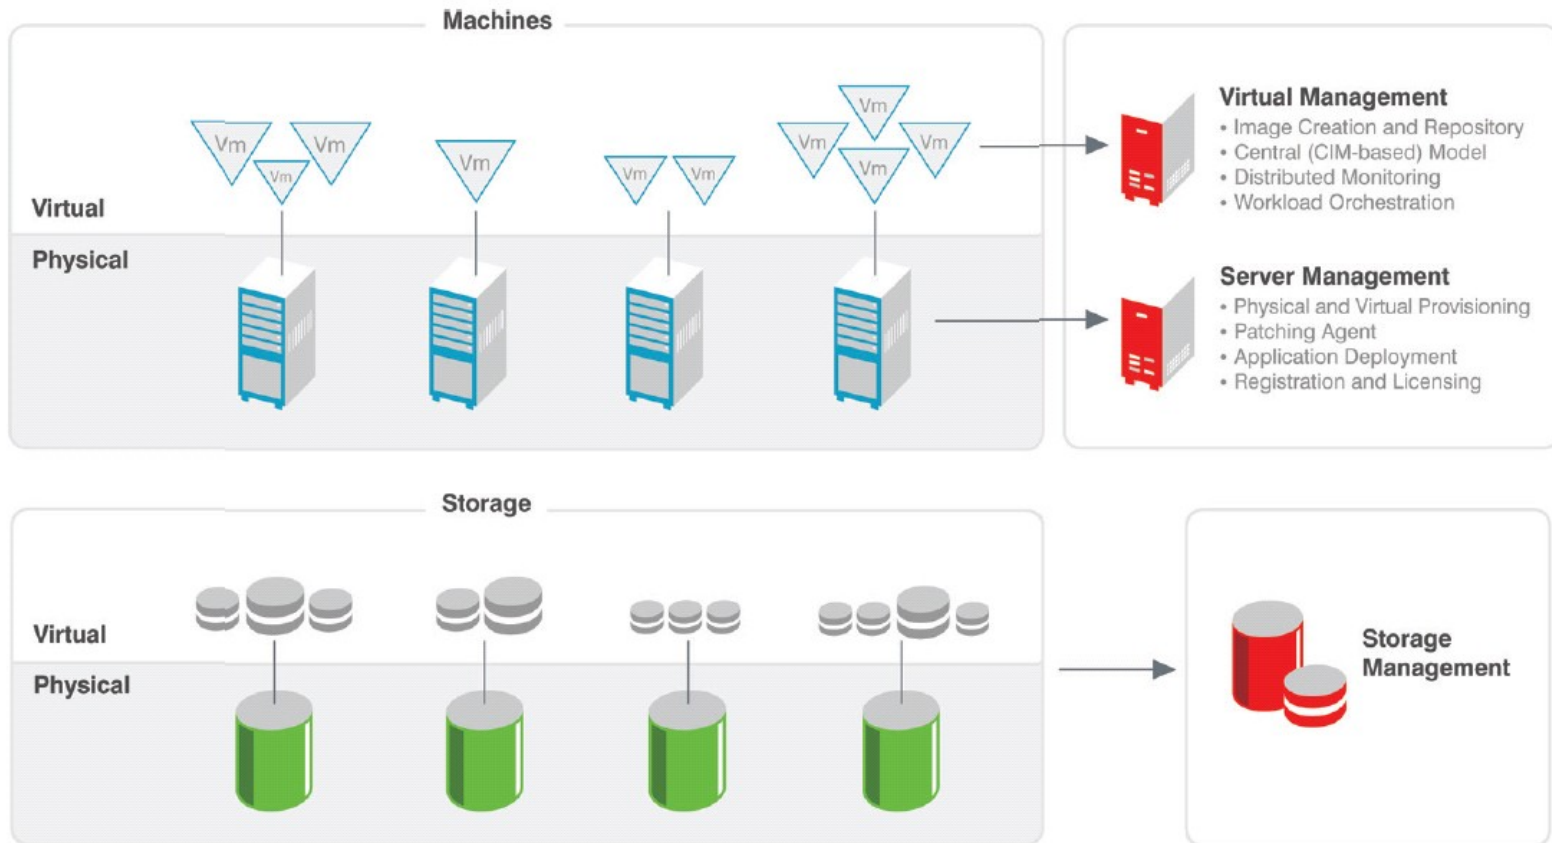 Machines
Vm
Vm
Vm
Vm
Vm
Vm
Vm
Vm
Vm
Vm
Virtual
Physical
Virtual Management
• Image Creation and Repository
• Central (CIM-based) Model
• Distributed Monitoring
• Workload Orchestration
Server Management
• Physical and Virtual Provisioning
• Patching Agent
• Application Deployment
• Registration and Licensing
Storage
Virtual
Physical
Storage
Management